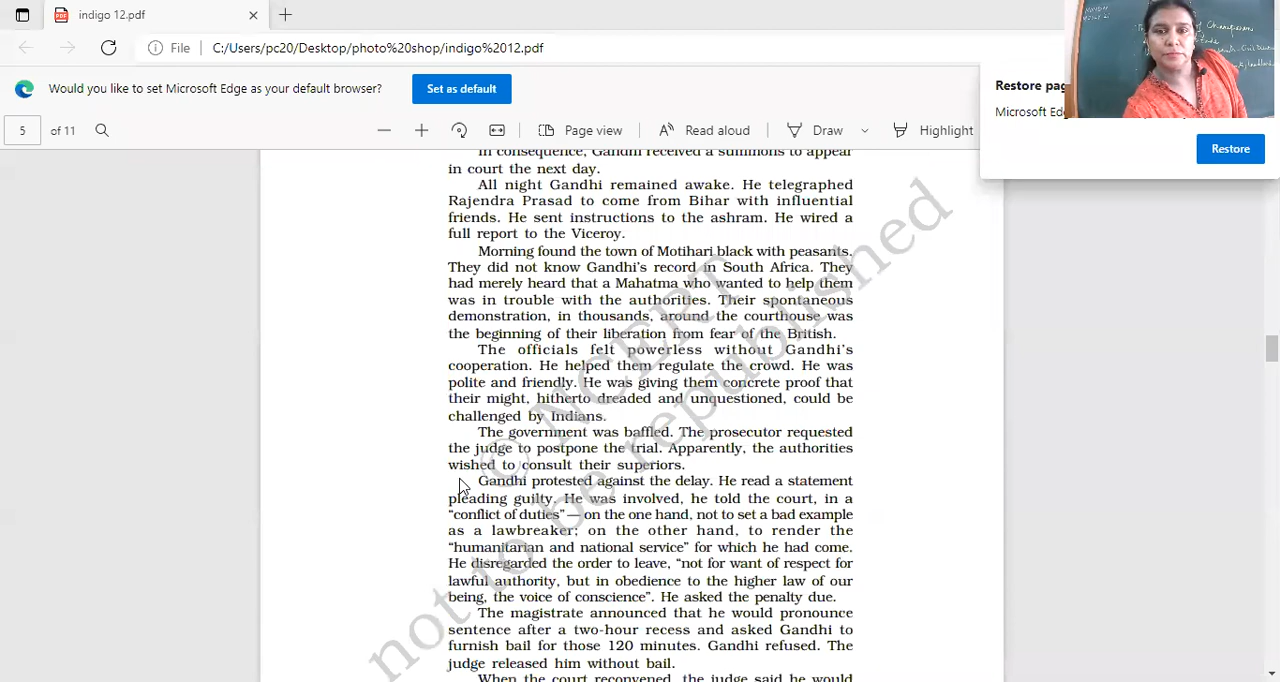 indigo 12.pdf
File
C:/Users/pc20/Desktop/photo%20shop/indigo%2012.pdf
Would you like to set Microsoft Edge as your default browser?
Set as default
Restore pag
Microsoft Ed
Restore
5 of 11
Page view
Read aloud
Draw
Highlight
In consequence, Gandhi received a summons to appear
in court the next day.
All night Gandhi remained awake. He telegraphed
Rajendra Prasad to come from Bihar with influential
friends. He sent instructions to the ashram. He wired a
full report to the Viceroy.
Morning found the town of Motihari black with peasants.
They did not know Gandhi's record in South Africa. They
had merely heard that a Mahatma who wanted to help them
was in trouble with the authorities. Their spontaneous
demonstration, in thousands, around the courthouse was
the beginning of their liberation from fear of the British.
The officials felt powerless without Gandhi's
cooperation. He helped them regulate the crowd. He was
polite and friendly. He was giving them concrete proof that
their might, hitherto dreaded and unquestioned, could be
challenged by Indians.
The government was baffled. The prosecutor requested
the judge to postpone the trial. Apparently, the authorities
wished to consult their superiors.
Gandhi protested against the delay. He read a statement
pleading guilty. He was involved, he told the court, in a
“conflict of duties”— on the one hand, not to set a bad example
as a lawbreaker; on the other hand, to render the
“humanitarian and national service” for which he had come.
He disregarded the order to leave, “not for want of respect for
lawful authority, but in obedience to the higher law of our
being, the voice of conscience”. He asked the penalty due.
The magistrate announced that he would pronounce
sentence after a two-hour recess and asked Gandhi to
furnish bail for those 120 minutes. Gandhi refused. The
judge released him without bail.
When the court reconvened, the judge said he would
© NCERT
not to be republished